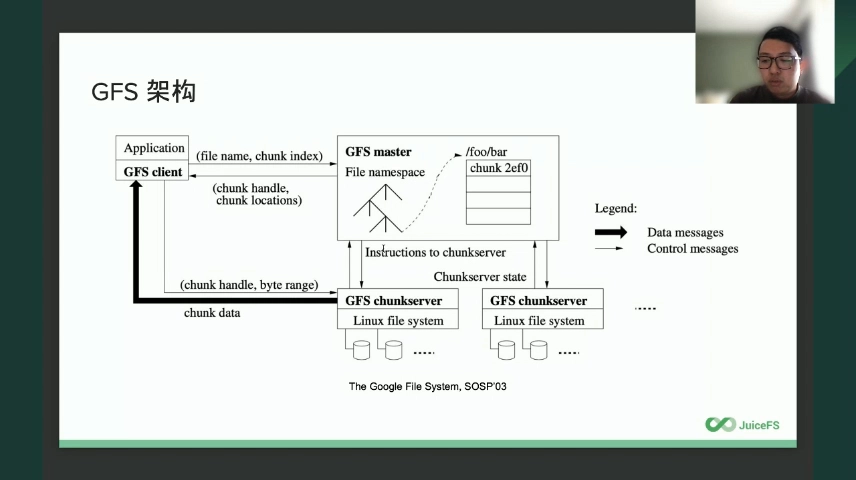 GFS 架构
Application
GFS client
(file name, chunk index)
(chunk handle,
chunk locations)
GFS master
File namespace
/foo/bar
chunk 2ef0
Legend:
Data messages
Control messages
Instructions to chunkserver
Chunkserver state
(chunk handle, byte range)
chunk data
GFS chunkserver
Linux file system
GFS chunkserver
Linux file system
The Google File System, SOSP'03
JuiceFS